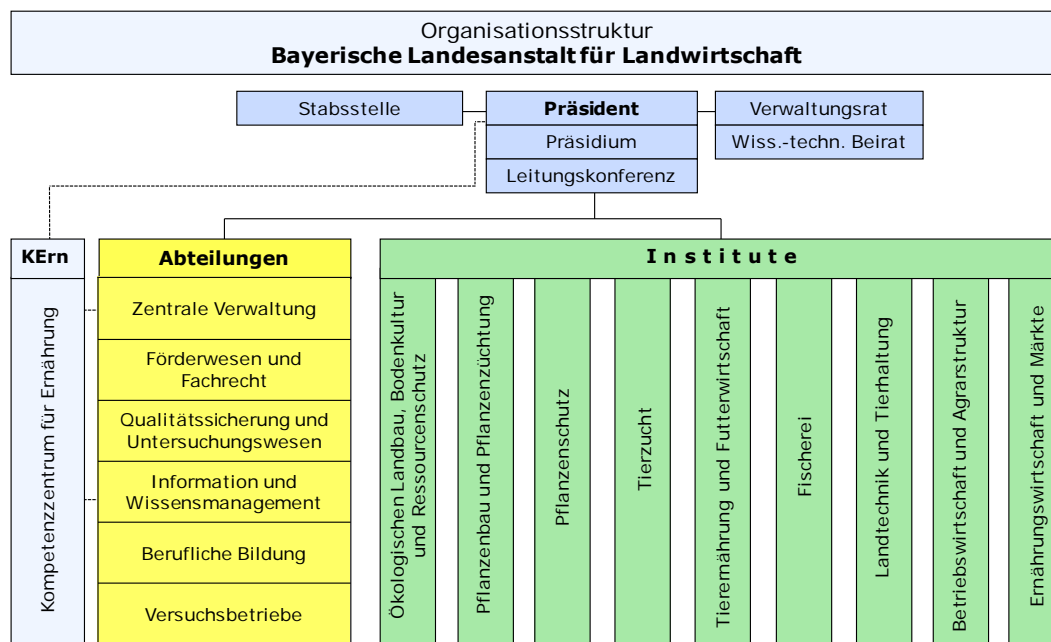 Organisationsstruktur
Bayerische Landesanstalt für Landwirtschaft
Stabsstelle
Präsident
Verwaltungsrat
Präsidium
Wiss.-techn. Beirat
Leitungskonferenz
KErn
Kompetenzzentrum für Ernährung
Abteilungen
Zentrale Verwaltung
Förderwesen und
Fachrecht
Qualitätssicherung und
Untersuchungswesen
Information und
Wissensmanagement
Berufliche Bildung
Versuchsbetriebe
Institute
Ökologischen Landbau, Bodenkultur
und Ressourcenschutz
Pflanzenbau und Pflanzenzüchtung
Pflanzenschutz
Tierzucht
Tierernährung und Futterwirtschaft
Fischerei
Landtechnik und Tierhaltung
Betriebswirtschaft und Agrarstruktur
Ernährungswirtschaft und Märkte